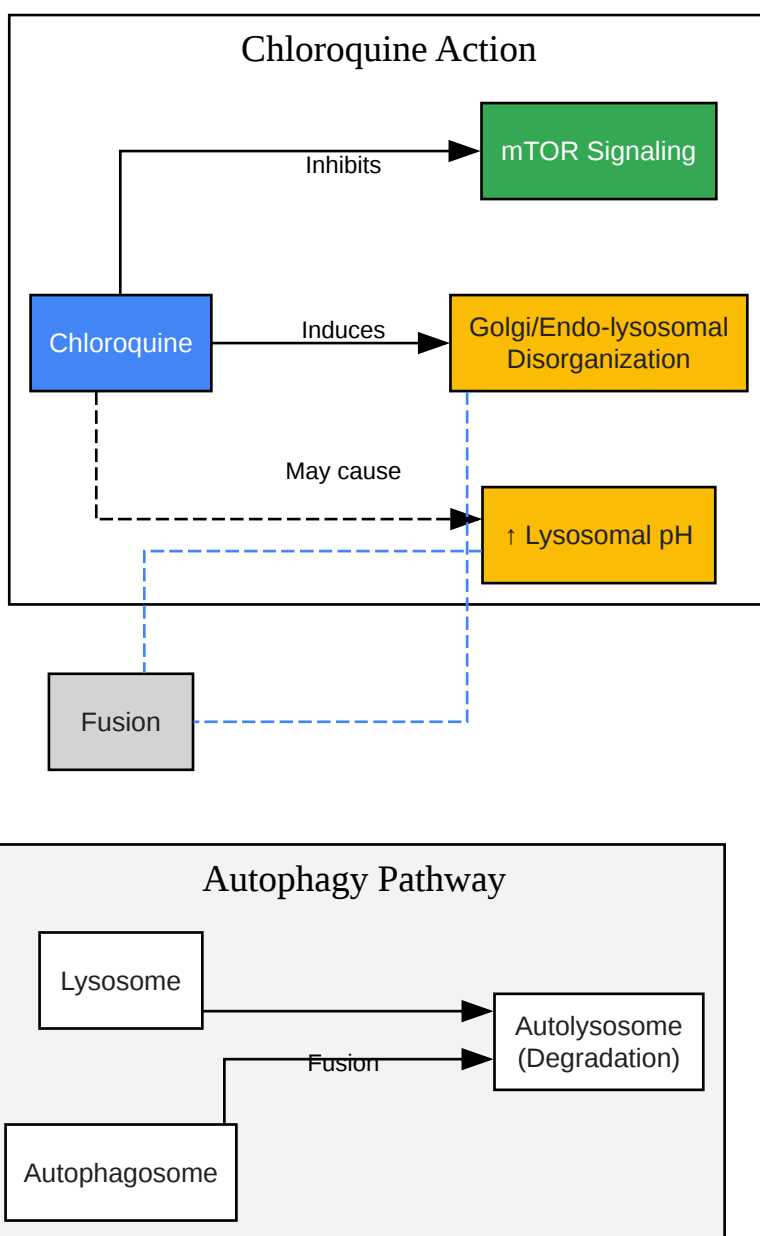 Chloroquine Action
mTOR Signaling
Inhibits
Chloroquine
Induces
Golgi/Endo-lysosomal
Disorganization
May cause
↑ Lysosomal pH
Fusion
Autophagy Pathway
Lysosome
Autolysosome
(Degradation)
Fusion
Autophagosome